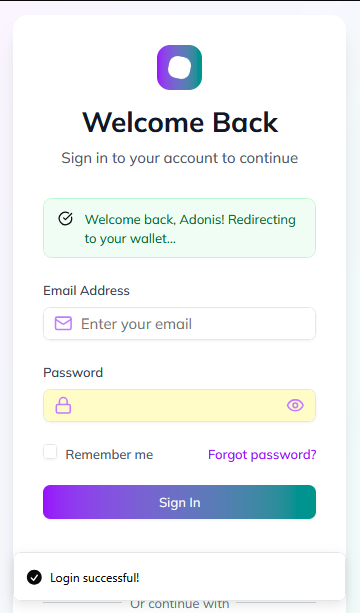 Welcome Back
Sign in to your account to continue
Welcome back, Adonis! Redirecting
to your wallet...
Email Address
Enter your email
Password
Remember me
Forgot password?
Sign In
Login successful!
Or continue with